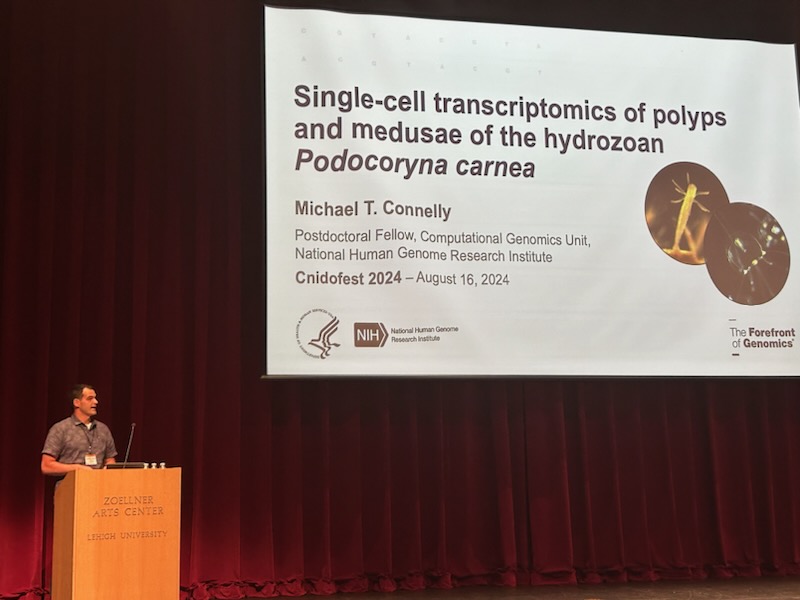 Single-cell transcriptomics of polyps
and medusae of the hydrozoan
Podocoryna carnea
Michael T. Connelly
Postdoctoral Fellow, Computational Genomics Unit,
National Human Genome Research Institute
Cnidofest 2024 – August 16, 2024
NIH
National Human Genome
Research Institute
The Forefront
of Genomics®
ZOELLNER
ARTS CENTER
LEHIGH UNIVERSITY